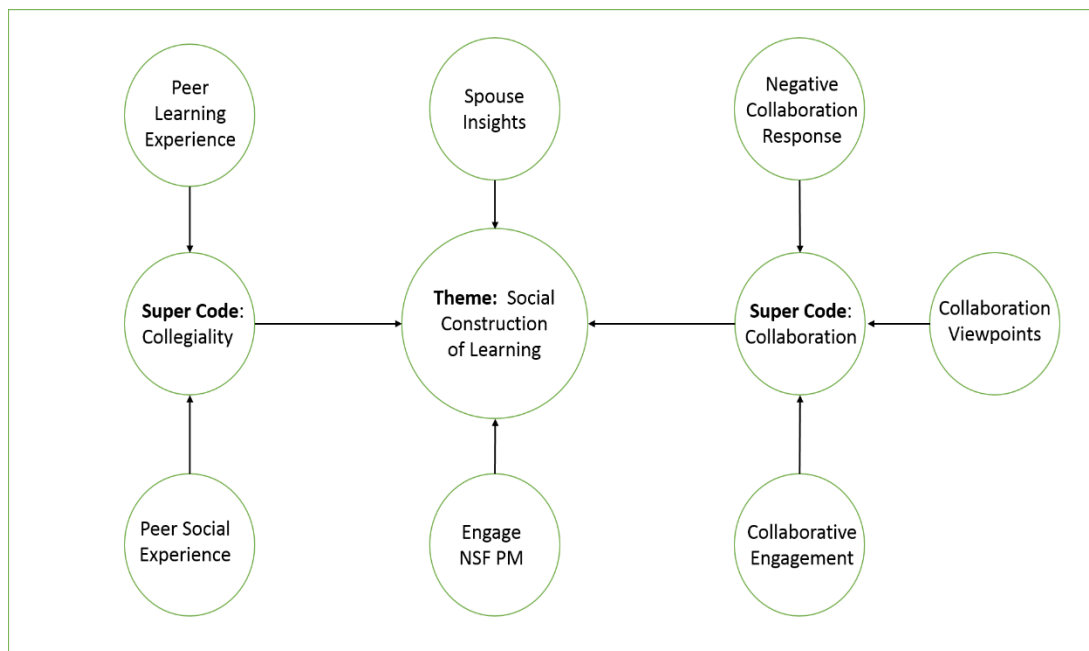 Peer
Learning
Experience
Spouse
Insights
Negative
Collaboration
Response
Super Code:
Collegiality
Theme:  Social
Construction
of Learning
Super Code:
Collaboration
Collaboration
Viewpoints
Peer Social
Experience
Engage
NSF PM
Collaborative
Engagement